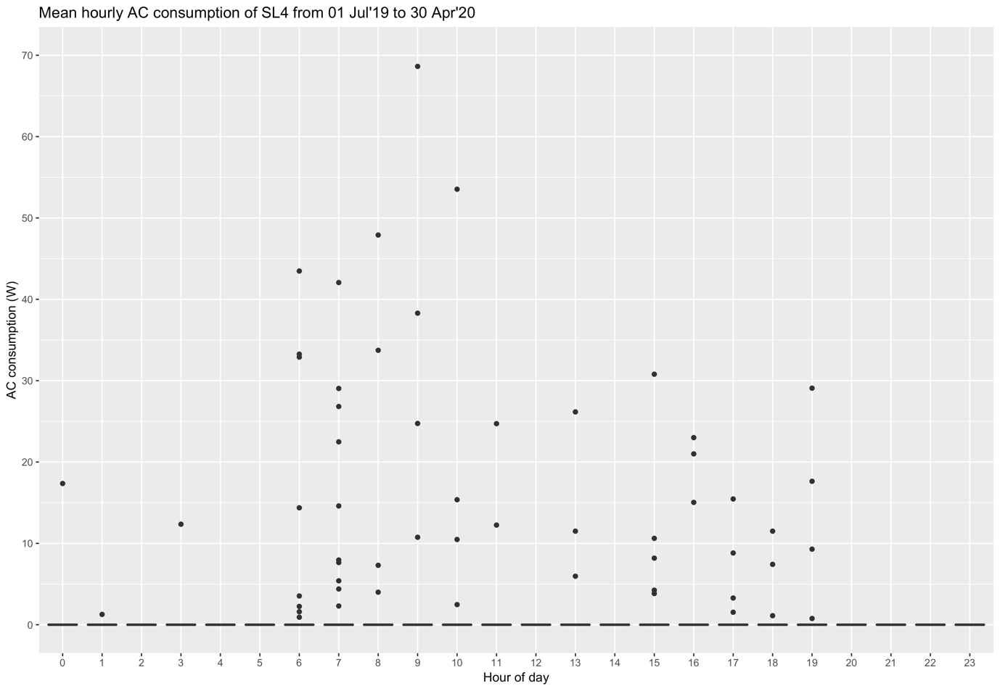 Mean hourly AC consumption of SL4 from 01 Jul'19 to 30 Apr'20
70
60
50
40
30
20
10
0
AC consumption (W)
0 1 2 3 4 5 6 7 8 9 10 11 12 13 14 15 16 17 18 19 20 21 22 23
Hour of day